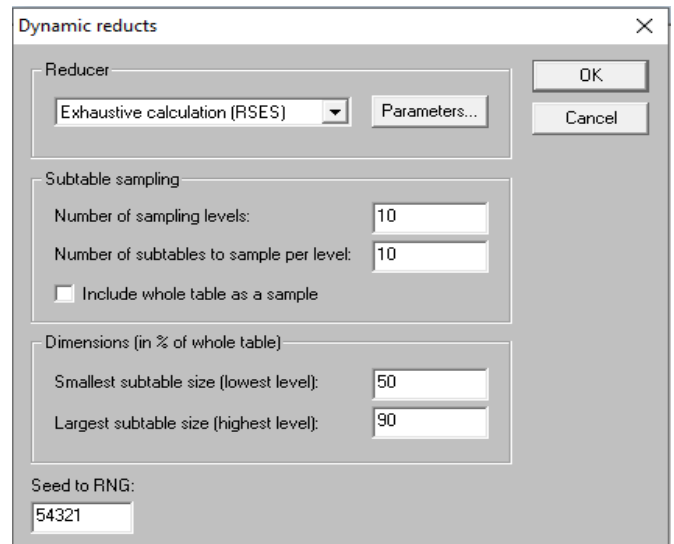 Dynamic reducts
Reducer
OK
Exhaustive calculation (RSES)
Parameters...
Cancel
Subtable sampling
Number of sampling levels:
10
Number of subtables to sample per level:
10
Include whole table as a sample
Dimensions (in % of whole table)
Smallest subtable size (lowest level):
50
Largest subtable size (highest level):
90
Seed to RNG:
54321